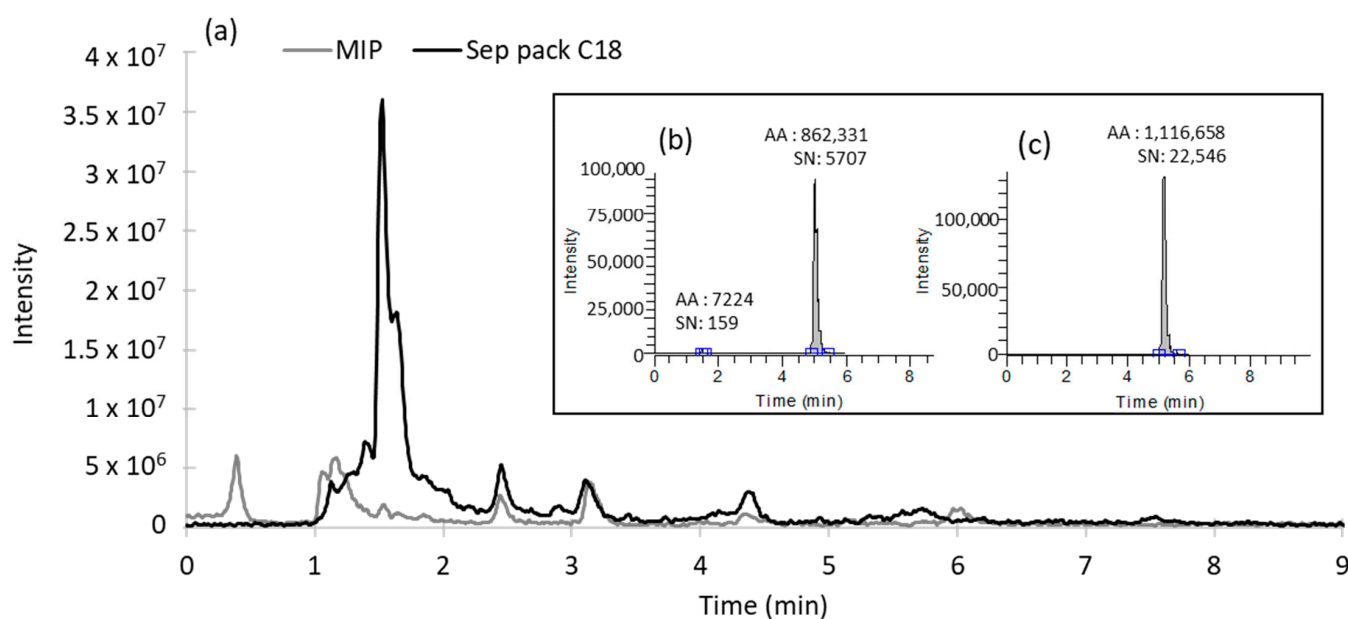 (a)
MIP
Sep pack C18
4 x 10⁷
3.5 x 10⁷
3 x 10⁷
2.5 x 10⁷
2 x 10⁷
1.5 x 10⁷
1 x 10⁷
5 x 10⁶
0
Intensity
0 1 2 3 4 5 6 7 8 9
Time (min)
(b)
AA : 862,331
SN: 5707
100,000
75,000
50,000
25,000
0
Intensity
AA : 7224
SN: 159
0 2 4 6 8
Time (min)
(c)
AA : 1,116,658
SN: 22,546
100,000
50,000
0
Intensity
0 2 4 6 8
Time (min)